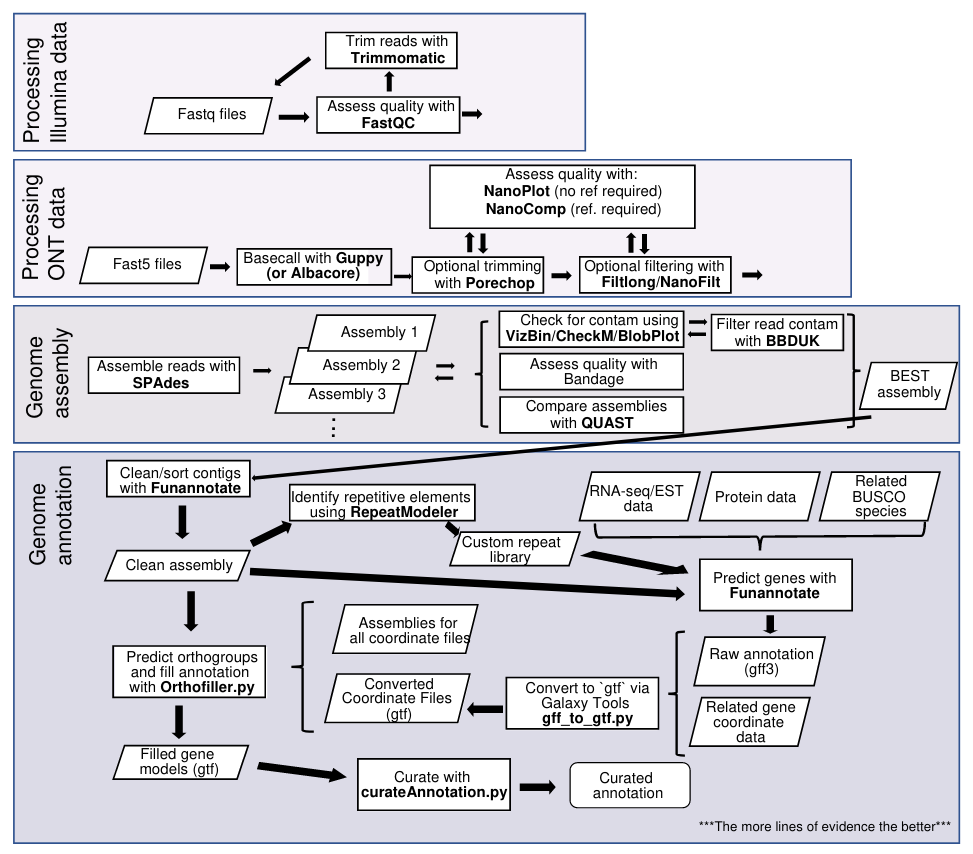 Processing
Illumina data
Trim reads with
Trimmomatic
Fastq files
Assess quality with
FastQC
Processing
ONT data
Assess quality with:
NanoPlot (no ref required)
NanoComp (ref. required)
Fast5 files
Basecall with Guppy
(or Albacore)
Optional trimming
with Porechop
Optional filtering with
Filtlong/NanoFilt
Genome
assembly
Assemble reads with
SPAdes
Assembly 1
Assembly 2
Assembly 3
⋮
Check for contam using
VizBin/CheckM/BlobPlot
Filter read contam
with BBDUK
Assess quality with
Bandage
Compare assemblies
with QUAST
BEST
assembly
Genome
annotation
Clean/sort contigs
with Funannotate
Identify repetitive elements
using RepeatModeler
RNA-seq/EST
data
Protein data
Related
BUSCO
species
Custom repeat
library
Clean assembly
Predict genes with
Funannotate
Assemblies for
all coordinate files
Raw annotation
(gff3)
Predict orthogroups
and fill annotation
with Orthofiller.py
Converted
Coordinate Files
(gtf)
Convert to `gtf` via
Galaxy Tools
gff_to_gtf.py
Related gene
coordinate
data
Filled gene
models (gtf)
Curate with
curateAnnotation.py
Curated
annotation
***The more lines of evidence the better***